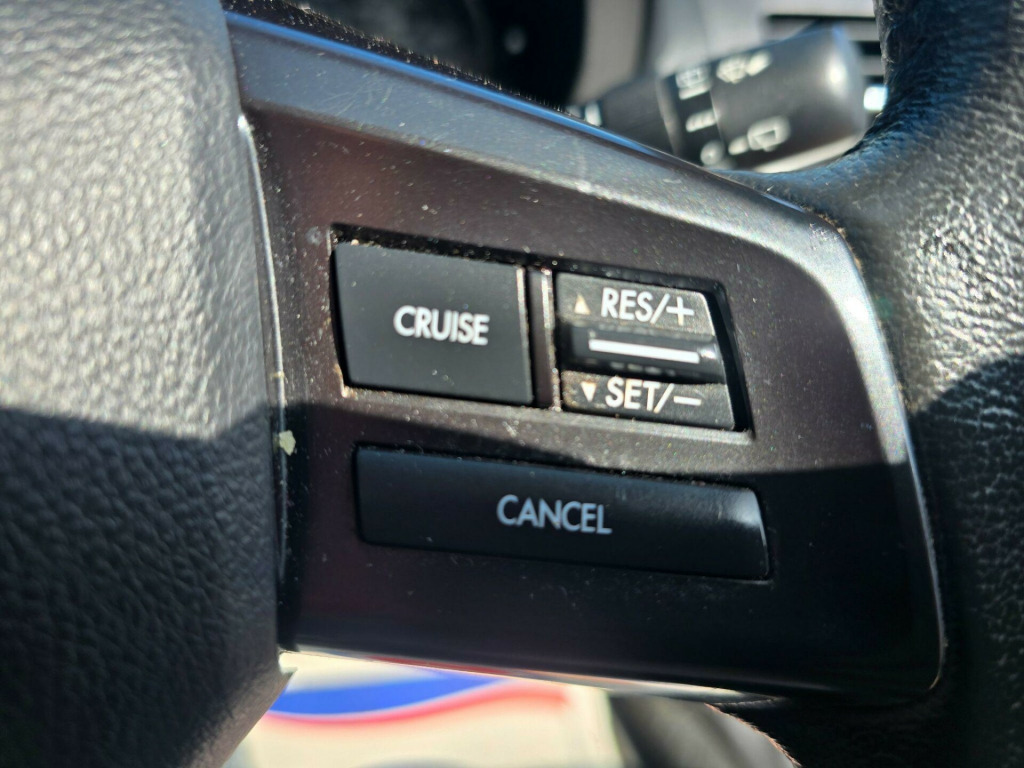 CRUISE
▲ RES/+
▼ SET/−
CANCEL